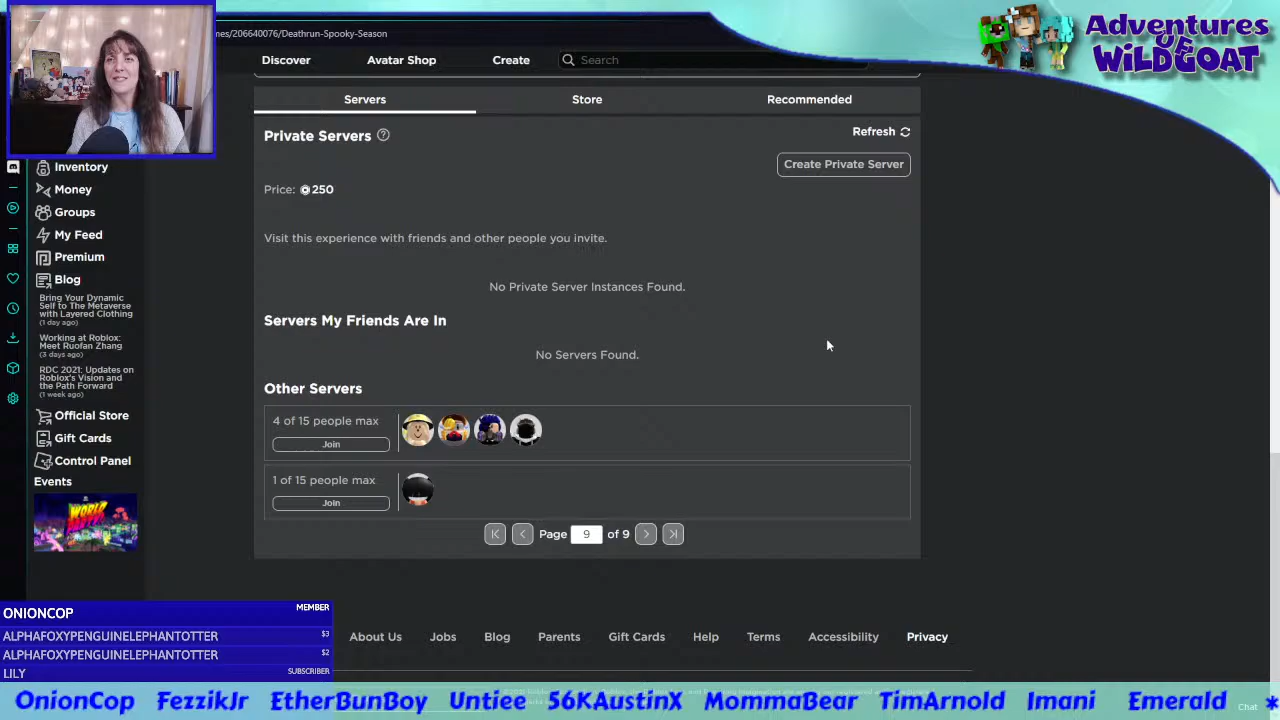 mes/206640076/Deathrun-Spooky-Season
Adventures
OF
WiLDGOAT
Discover
Avatar Shop
Create
Search
Servers
Store
Recommended
Private Servers
Refresh
Create Private Server
Price: 250
Visit this experience with friends and other people you invite.
No Private Server Instances Found.
Servers My Friends Are In
No Servers Found.
Other Servers
4 of 15 people max
Join
1 of 15 people max
Join
Page 9 of 9
Inventory
Money
Groups
My Feed
Premium
Blog
Bring Your Dynamic
Self to The Metaverse
with Layered Clothing
(1 day ago)
Working at Roblox:
Meet Ruofan Zhang
(3 days ago)
RDC 2021: Updates on
Roblox's Vision and
the Path Forward
(1 week ago)
Official Store
Gift Cards
Control Panel
Events
About Us
Jobs
Blog
Parents
Gift Cards
Help
Terms
Accessibility
Privacy
ONIONCOP MEMBER
ALPHAFOXYPENGUINELEPHANTOTTER $3
ALPHAFOXYPENGUINELEPHANTOTTER $2
LILY SUBSCRIBER
OnionCop FezzikJr EtherBunBoy Untiee 56KAustinX MommaBear TimArnold Imani Emerald *
Chat